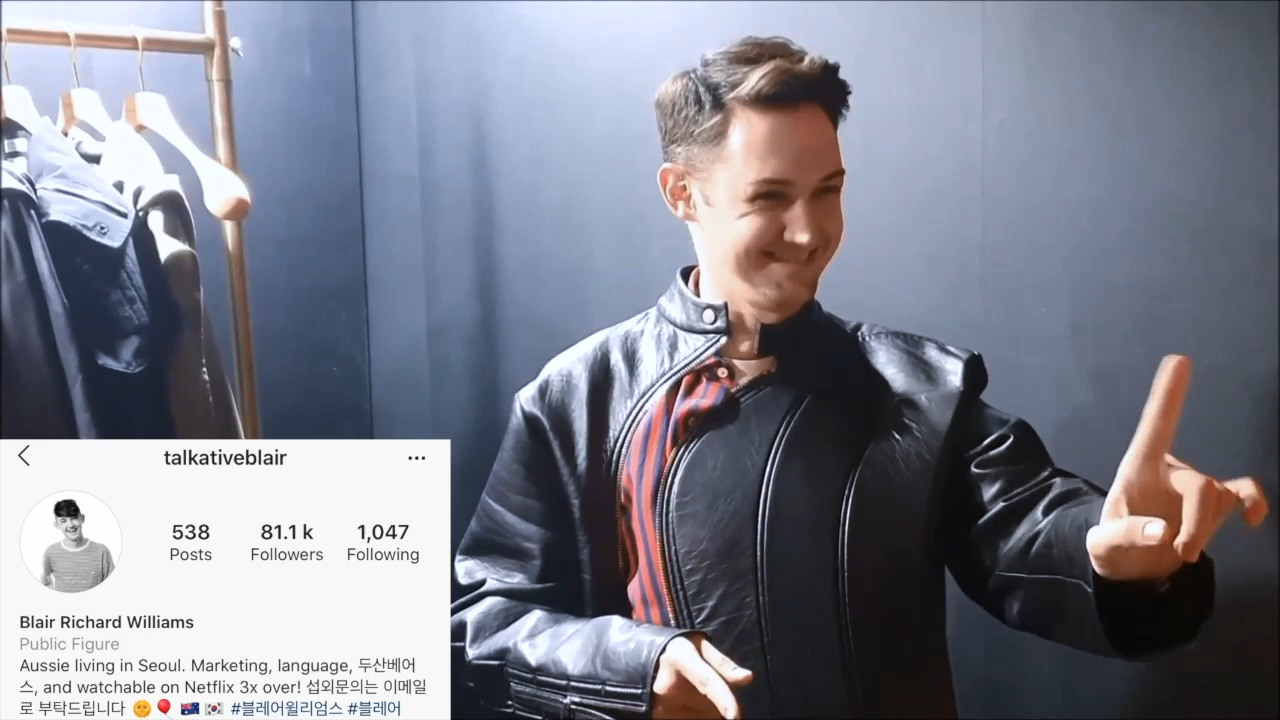 talkativeblair
538 81.1 k 1,047
Posts Followers Following
Blair Richard Williams
Public Figure
Aussie living in Seoul. Marketing, language, 두산베어
스, and watchable on Netflix 3x over! 섭외문의는 이메일
로 부탁드립니다 🌞🎈 🇦🇺 🇰🇷 #블레어윌리엄스 #블레어